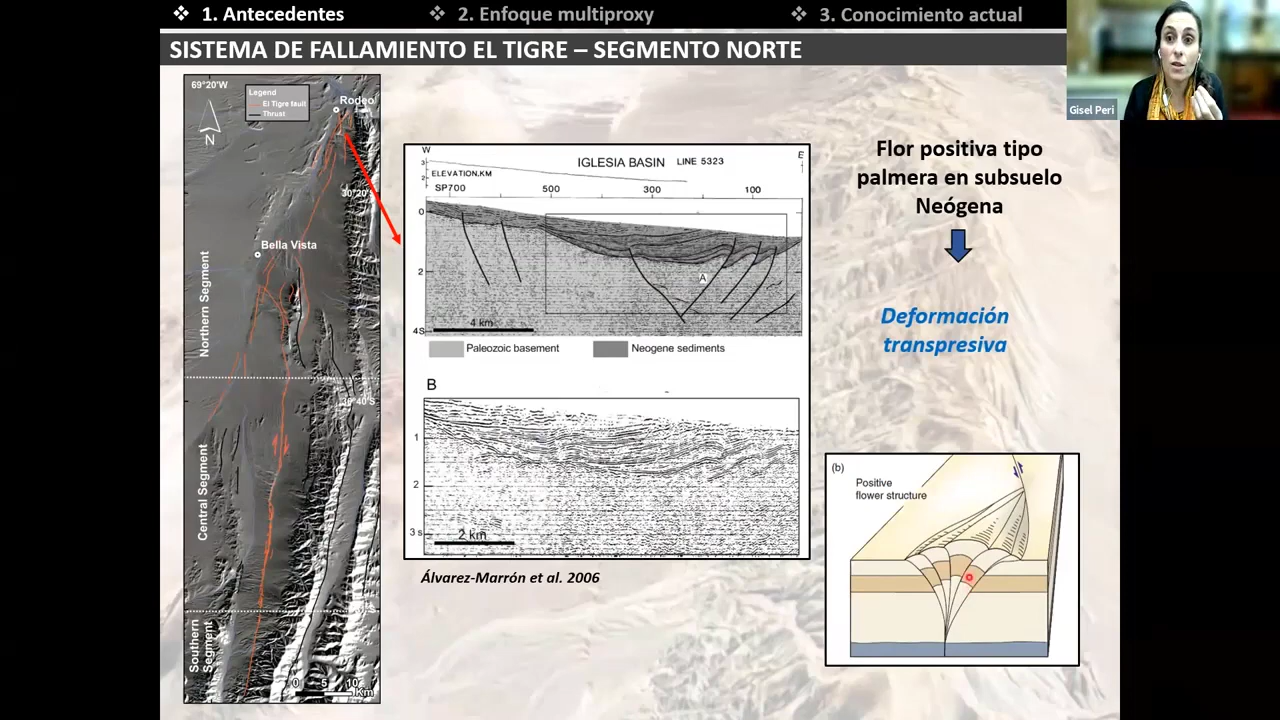 ❖ 1. Antecedentes
❖ 2. Enfoque multiproxy
❖ 3. Conocimiento actual
SISTEMA DE FALLAMIENTO EL TIGRE – SEGMENTO NORTE
Gisel Peri
69°20'W
Legend
El Tigre fault
Thrust
N
Rodeo
30°20'S
Bella Vista
Northern Segment
Central Segment
Southern Segment
0 5 10
Km
W
E
IGLESIA BASIN LINE 5323
3
2
ELEVATION,KM
SP700 500 300 100
0
2
4S
A
4 km
Paleozoic basement
Neogene sediments
B
1
2
3 s
2 km
Álvarez-Marrón et al. 2006
Flor positiva tipo
palmera en subsuelo
Neógena
Deformación
transpresiva
(b)
Positive
flower structure